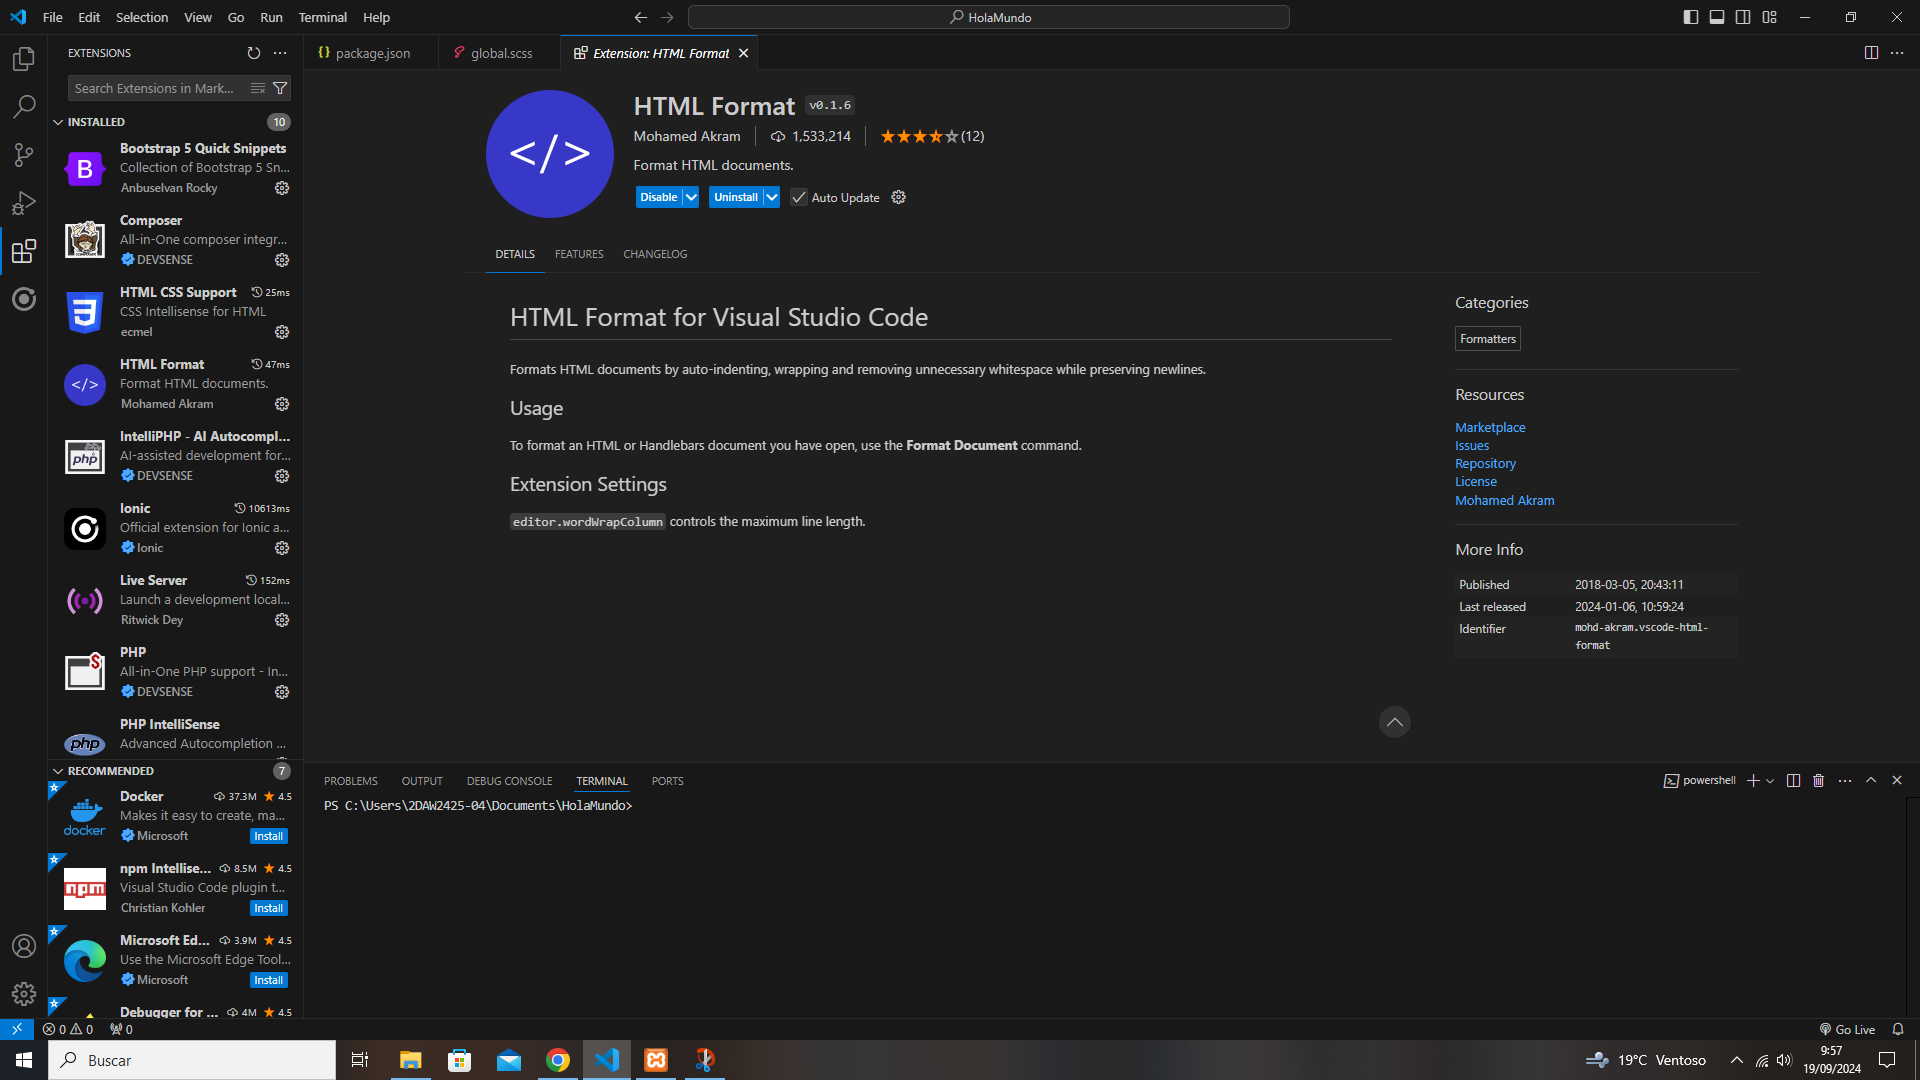 File Edit Selection View Go Run Terminal Help
HolaMundo
EXTENSIONS
package.json
global.scss
Extension: HTML Format
Search Extensions in Mark...
INSTALLED 10
Bootstrap 5 Quick Snippets
Collection of Bootstrap 5 Sn...
Anbuselvan Rocky
Composer
All-in-One composer integr...
DEVSENSE
HTML CSS Support 25ms
CSS Intellisense for HTML
ecmel
HTML Format 47ms
Format HTML documents.
Mohamed Akram
IntelliPHP - AI Autocompl...
AI-assisted development for...
DEVSENSE
php
Ionic 10613ms
Official extension for Ionic a...
Ionic
Live Server 152ms
Launch a development local...
Ritwick Dey
PHP
All-in-One PHP support - In...
DEVSENSE
PHP IntelliSense
Advanced Autocompletion ...
php
RECOMMENDED 7
Docker 37.3M 4.5
Makes it easy to create, ma...
Microsoft Install
docker
npm Intellise... 8.5M 4.5
Visual Studio Code plugin t...
Christian Kohler Install
npm
Microsoft Ed... 3.9M 4.5
Use the Microsoft Edge Tool...
Microsoft Install
Debugger for ... 4M 4.5
</>
HTML Format v0.1.6
Mohamed Akram 1,533,214 (12)
Format HTML documents.
Disable Uninstall Auto Update
DETAILS FEATURES CHANGELOG
HTML Format for Visual Studio Code
Formats HTML documents by auto-indenting, wrapping and removing unnecessary whitespace while preserving newlines.
Usage
To format an HTML or Handlebars document you have open, use the Format Document command.
Extension Settings
editor.wordWrapColumn controls the maximum line length.
Categories
Formatters
Resources
Marketplace
Issues
Repository
License
Mohamed Akram
More Info
Published 2018-03-05, 20:43:11
Last released 2024-01-06, 10:59:24
Identifier mohd-akram.vscode-html-
format
PROBLEMS OUTPUT DEBUG CONSOLE TERMINAL PORTS
powershell
PS C:\Users\2DAW2425-04\Documents\HolaMundo>
0 0 0
Go Live
Buscar
19°C Ventoso
9:57
19/09/2024